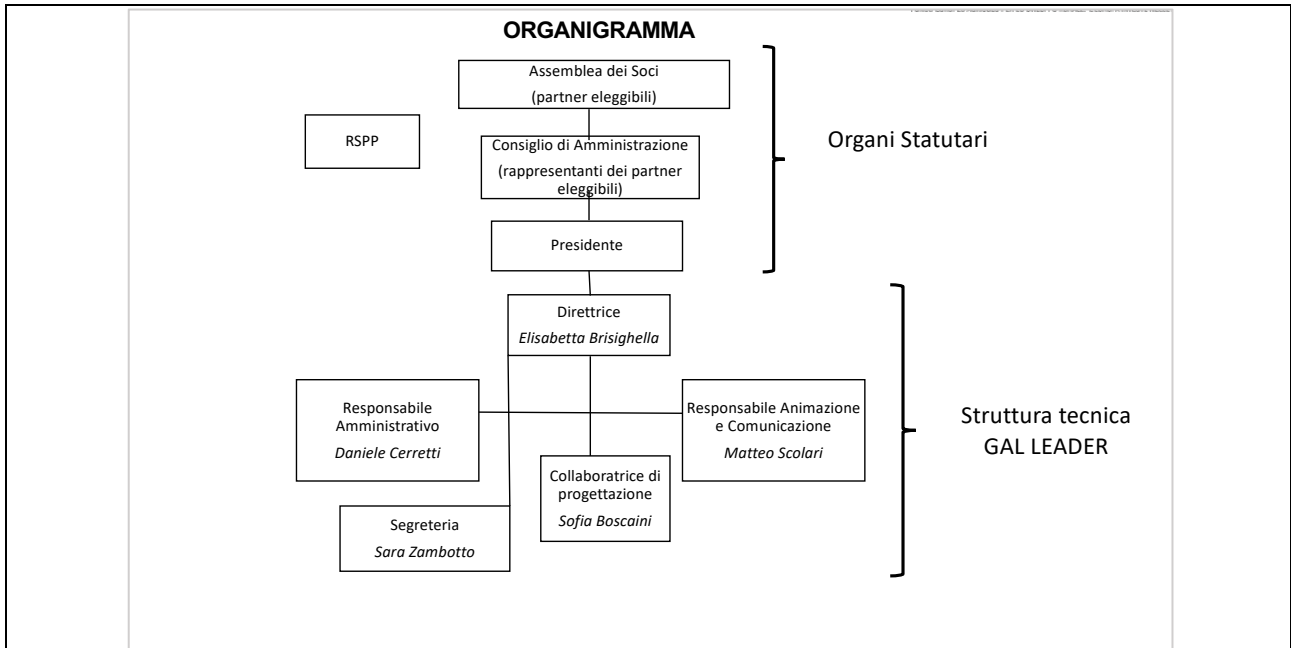 ORGANIGRAMMA
Assemblea dei Soci
(partner eleggibili)
RSPP
Consiglio di Amministrazione
(rappresentanti dei partner
eleggibili)
Organi Statutari
Presidente
Direttrice
Elisabetta Brisighella
Responsabile
Amministrativo
Daniele Cerretti
Responsabile Animazione
e Comunicazione
Matteo Scolari
Struttura tecnica
GAL LEADER
Collaboratrice di
progettazione
Sofia Boscaini
Segreteria
Sara Zambotto